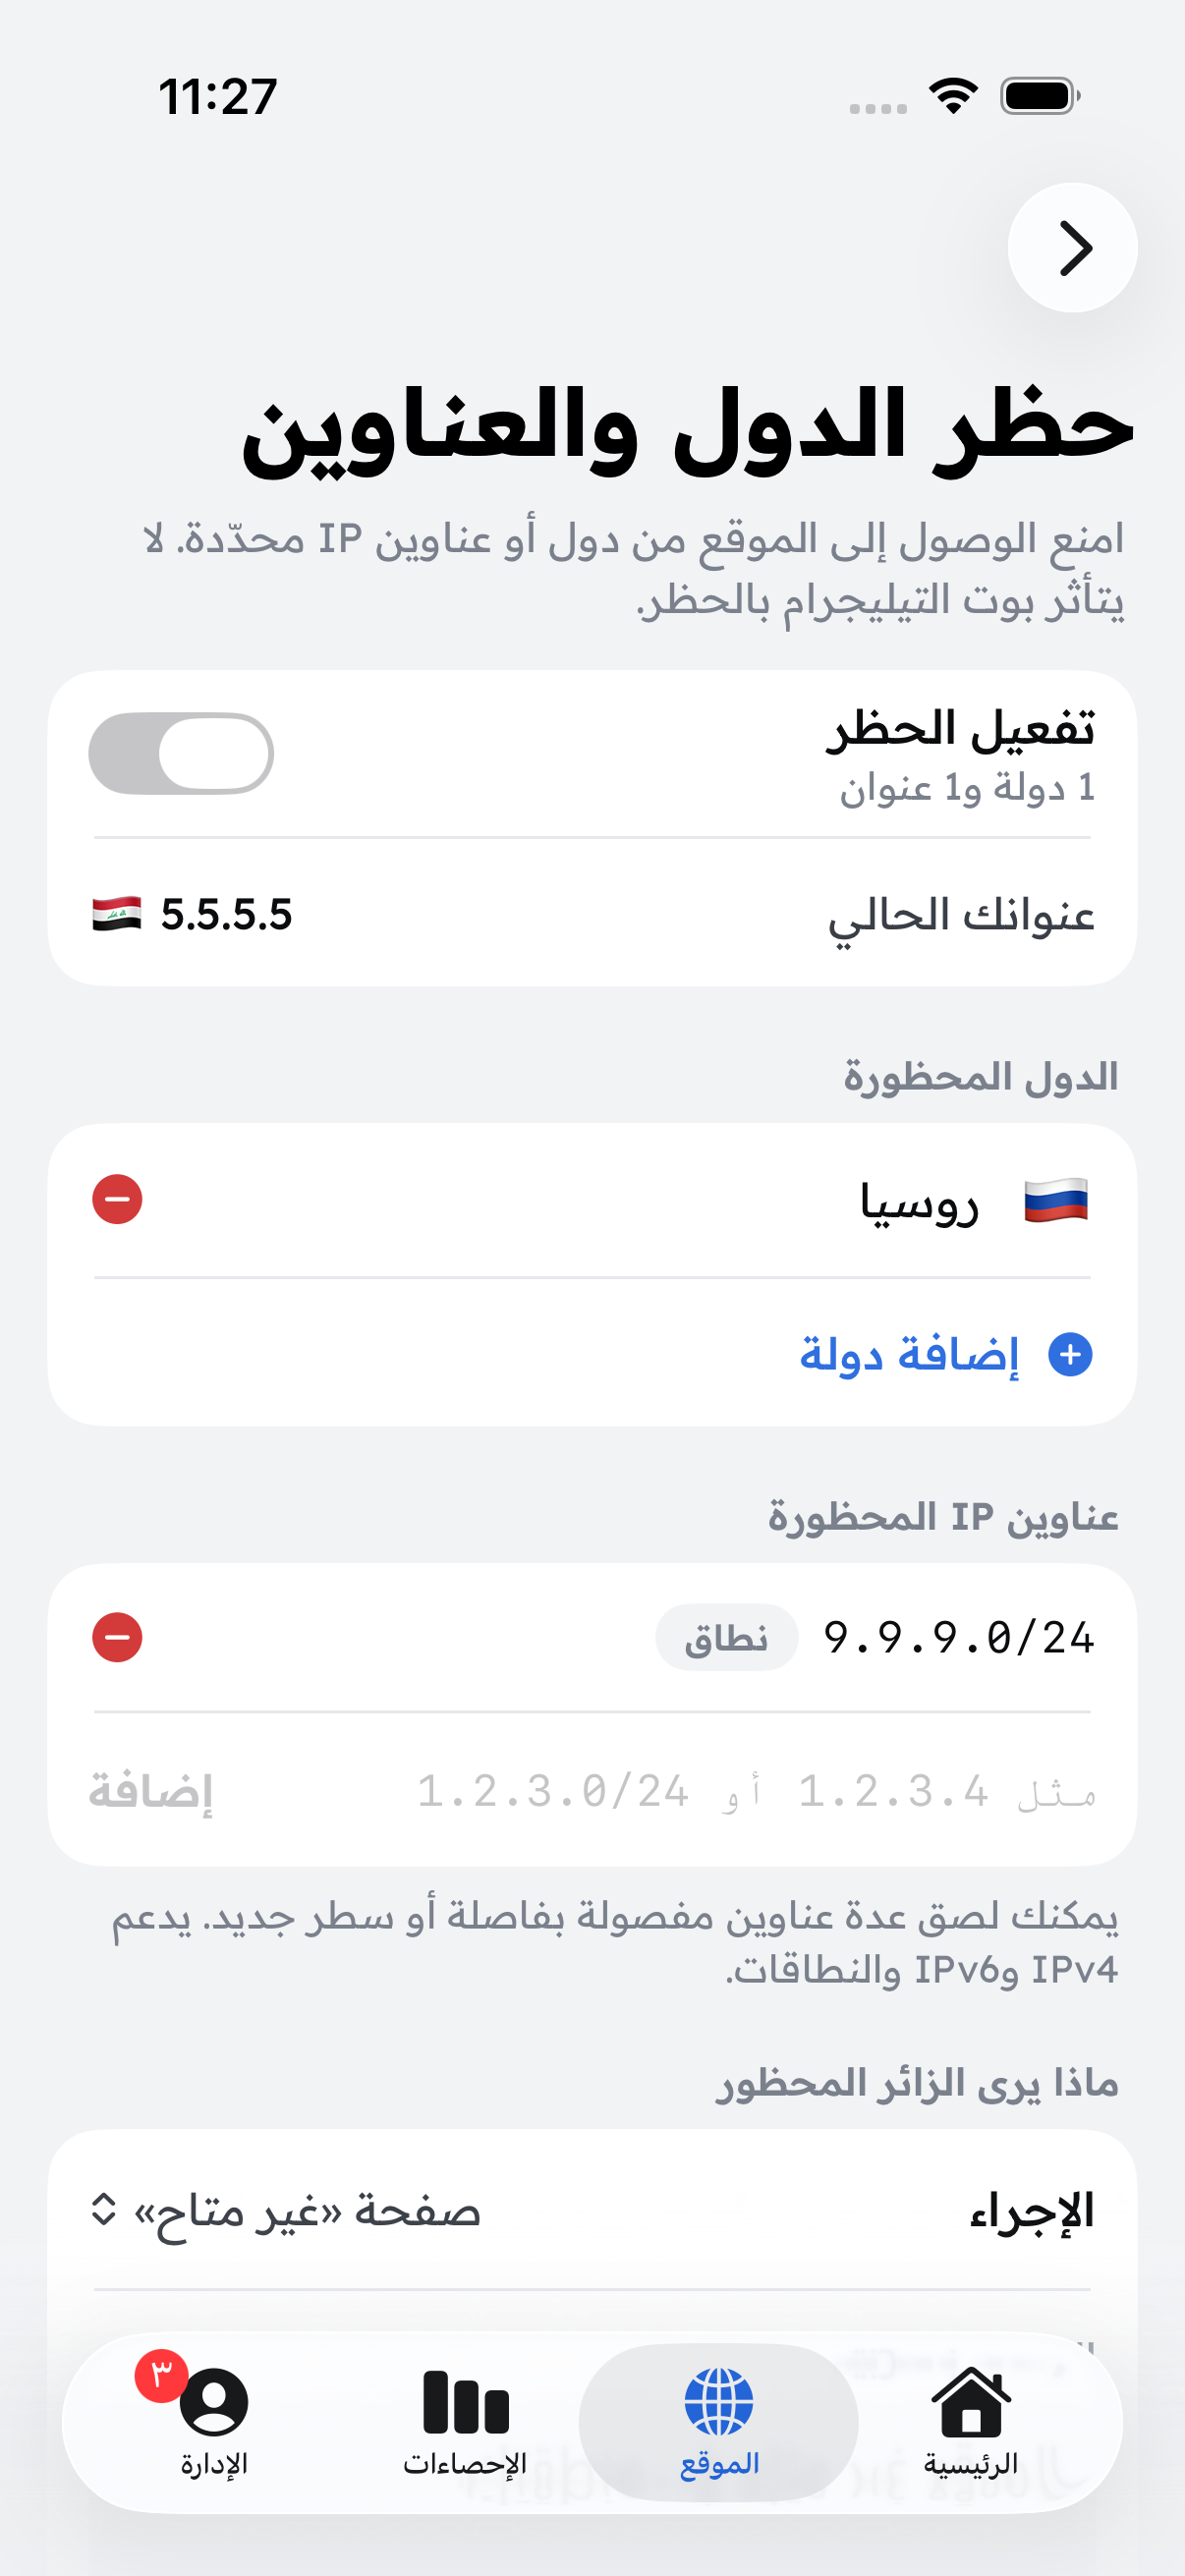 11:27
حظر الدول والعناوين
امنع الوصول إلى الموقع من دول أو عناوين IP محدّدة. لا
يتأثر بوت التيليجرام بالحظر.
تفعيل الحظر
1 دولة و1 عنوان
عنوانك الحالي 5.5.5.5
الدول المحظورة
روسيا
إضافة دولة
عناوين IP المحظورة
9.9.9.0/24 نطاق
مثل 1.2.3.4 أو 1.2.3.0/24 إضافة
يمكنك لصق عدة عناوين مفصولة بفاصلة أو سطر جديد. يدعم
IPv4 وIPv6 والنطاقات.
ماذا يرى الزائر المحظور
الإجراء صفحة «غير متاح»
٣
الرئيسية الموقع الإحصاءات الإدارة